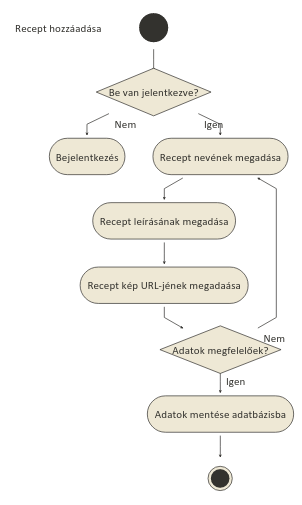 Recept hozzáadása
Be van jelentkezve?
Nem
Igen
Bejelentkezés
Recept nevének megadása
Recept leírásának megadása
Recept kép URL-jének megadaása
Nem
Adatok megfelelőek?
Igen
Adatok mentése adatbázisba